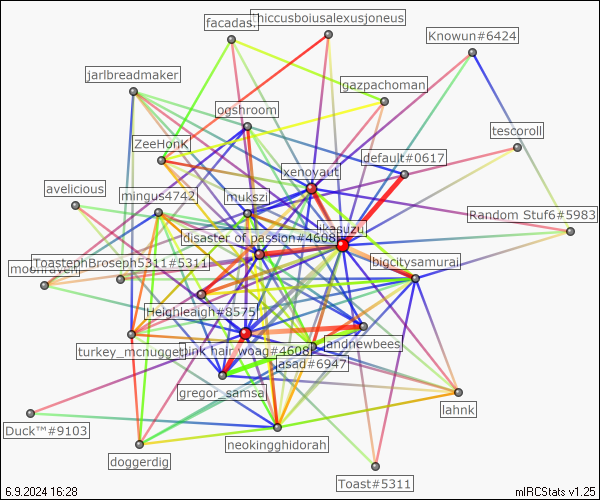 facadas.
thiccusboiusalexusjoneus
Knowun#6424
jarlbreadmaker
gazpachoman
ogshroom
tescoroll
ZeeHonK
default#0617
xenoyaut
avelicious
mingus4742
mukszi
Random Stuf6#5983
ikasuzu
disaster of passion#4608
moonraven
ToastephBroseph5311#5311
bigcitysamurai
Heighleaigh#8575
turkey_mcnugget
pink hair woag#4608
landnewbees
asad#6947
gregor_samsa
lahnk
Duck™#9103
neokingghidorah
doggerdig
Toast#5311
6.9.2024 16:28
mIRCStats v1.25